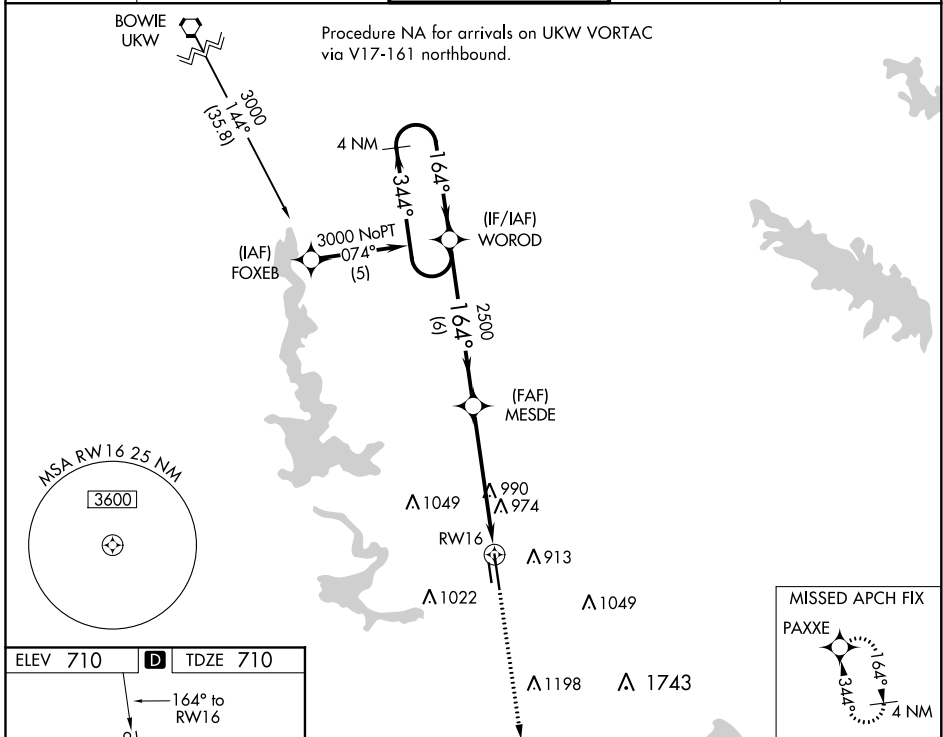 BOWIE
UKW
Procedure NA for arrivals on UKW VORTAC
via V17-161 northbound.
3000
144°
(35.8)
4 NM
164°
344°
(IF/IAF)
WOROD
(IAF)
FOXEB
3000 NoPT
074°
(5)
2500
164°
(6)
(FAF)
MESDE
MSA RW16 25 NM
3600
990
1049
974
RW16
913
1022
1049
MISSED APCH FIX
PAXXE
164°
344°
4 NM
1198
1743
ELEV 710
D
TDZE 710
164° to
RW16